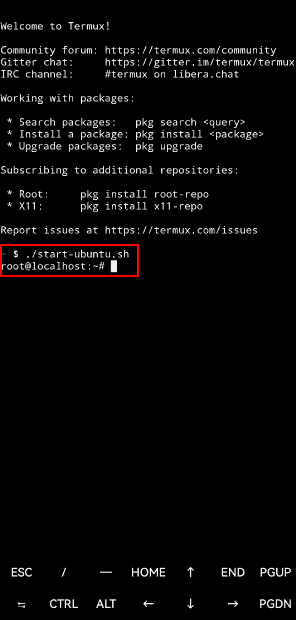 Welcome to Termux!
Community forum: https://termux.com/community
Gitter chat:     https://gitter.im/termux/termux
IRC channel:     #termux on libera.chat
Working with packages:
 * Search packages:   pkg search <query>
 * Install a package: pkg install <package>
 * Upgrade packages:  pkg upgrade
Subscribing to additional repositories:
 * Root:     pkg install root-repo
 * X11:      pkg install x11-repo
Report issues at https://termux.com/issues
~ $ ./start-ubuntu.sh
root@localhost:~#
ESC / — HOME ↑ END PGUP
⇆ CTRL ALT ← ↓ → PGDN